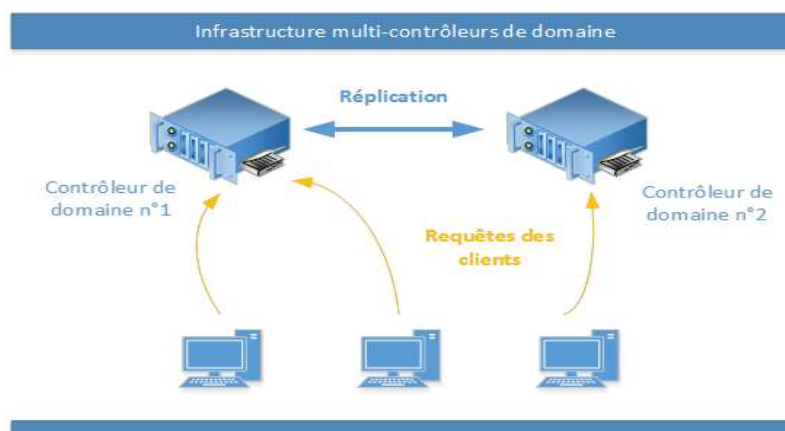 Infrastructure multi-contrôleurs de domaine
Réplication
Contrôleur de
domaine n°1
Contrôleur de
domaine n°2
Requêtes des
clients